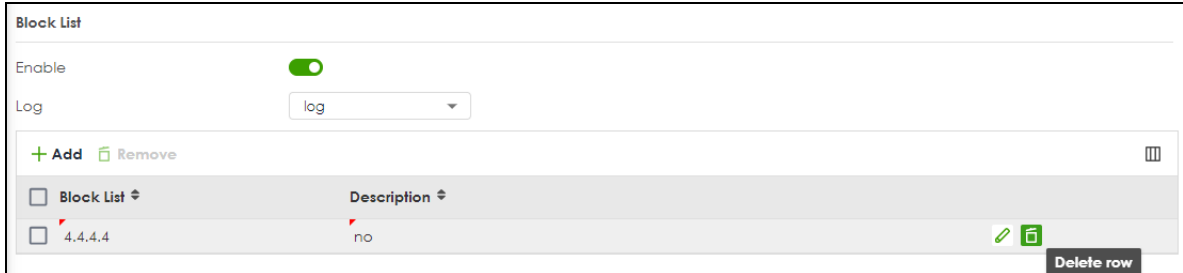 Block List
Enable
Log log
Add Remove
Block List Description
4.4.4.4 no
Delete row